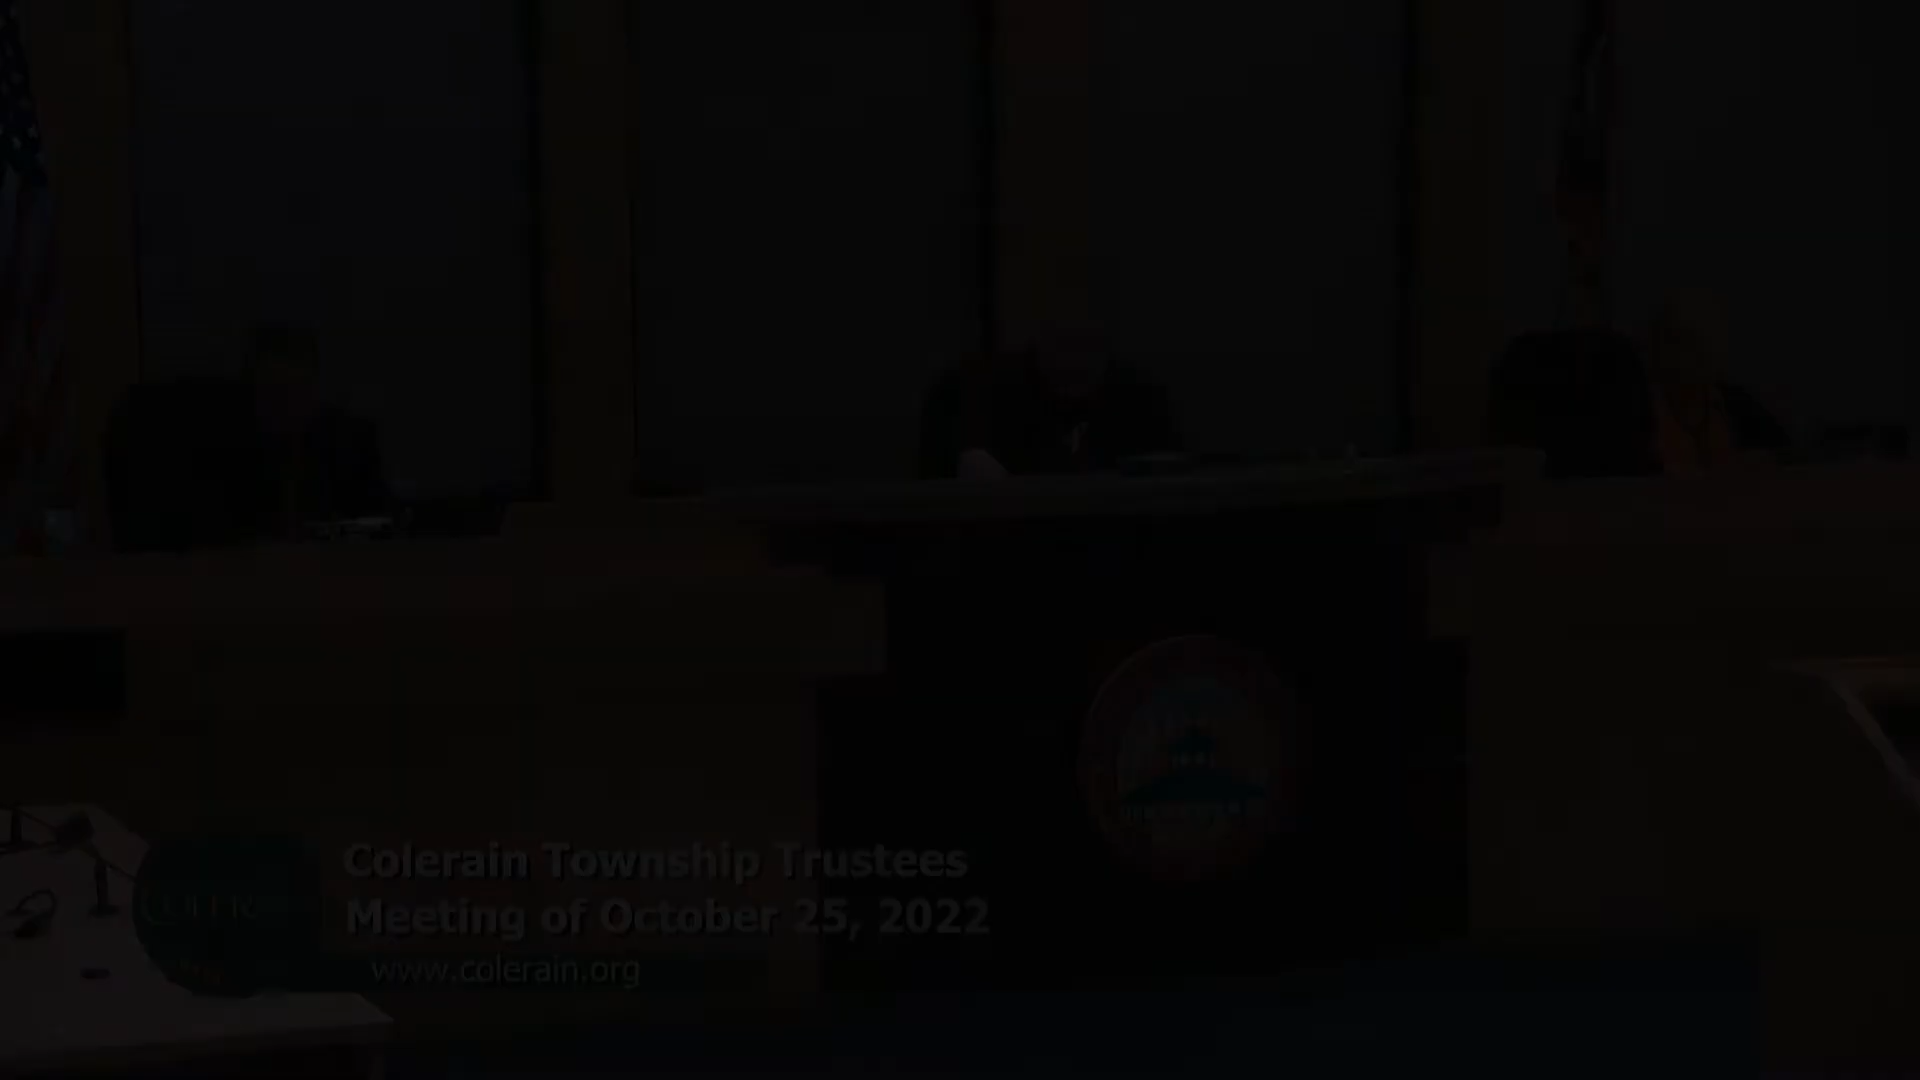 Colerain Township Trustees
Meeting of October 25, 2022
www.colerain.org